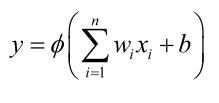 y = ϕ(∑_{i=1}^{n} w_i x_i + b)